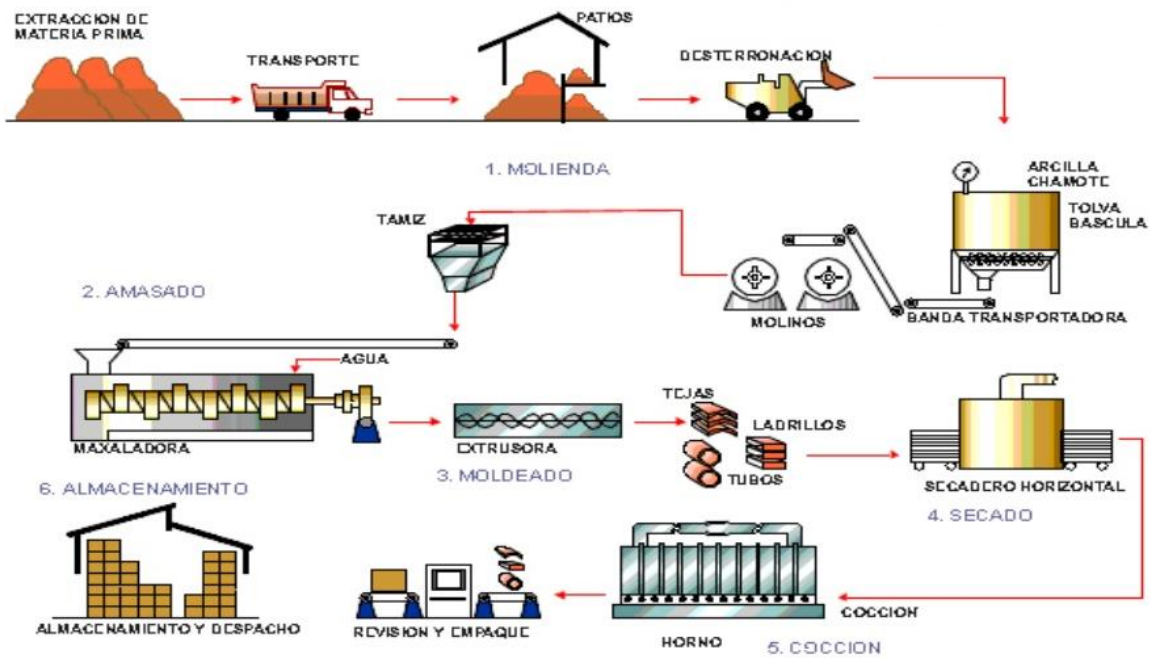 EXTRACCION DE
MATERIA PRIMA
TRANSPORTE
PATIOS
DESTERRONACION
1. MOLIENDA
ARCILLA
CHAMOTE
TOLVA
BASCULA
TAMIZ
MOLINOS
BANDA TRANSPORTADORA
2. AMASADO
AGUA
MAXALADORA
EXTRUSORA
3. MOLDEADO
TEJAS
LADRILLOS
TUBOS
SECADERO HORIZONTAL
4. SECADO
6. ALMACENAMIENTO
ALMACENAMIENTO Y DESPACHO
REVISION Y EMPAQUE
HORNO
COCCION
5. COCCION